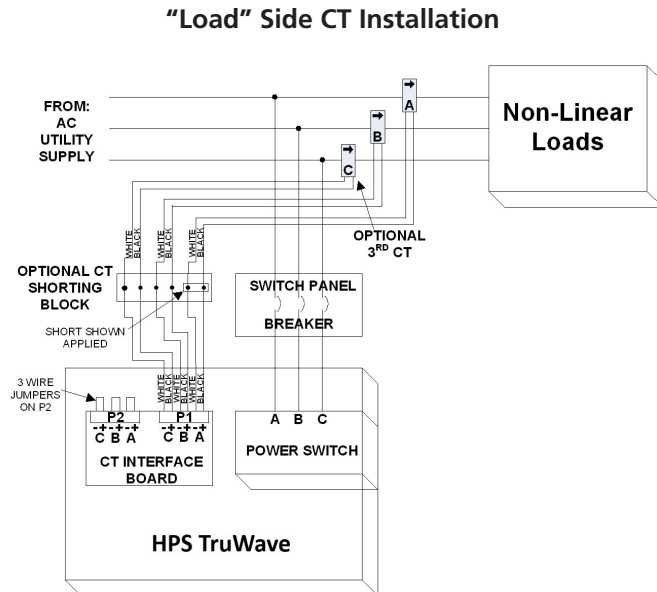 “Load” Side CT Installation
FROM:
AC
UTILITY
SUPPLY
A
B
C
Non-Linear
Loads
OPTIONAL
3RD CT
WHITE
BLACK
WHITE
BLACK
WHITE
BLACK
OPTIONAL CT
SHORTING
BLOCK
SHORT SHOWN
APPLIED
SWITCH PANEL
BREAKER
3 WIRE
JUMPERS
ON P2
WHITE
BLACK
WHITE
BLACK
WHITE
BLACK
P2
-+-+-+
C B A
P1
-+-+-+
C B A
CT INTERFACE
BOARD
A B C
POWER SWITCH
HPS TruWave